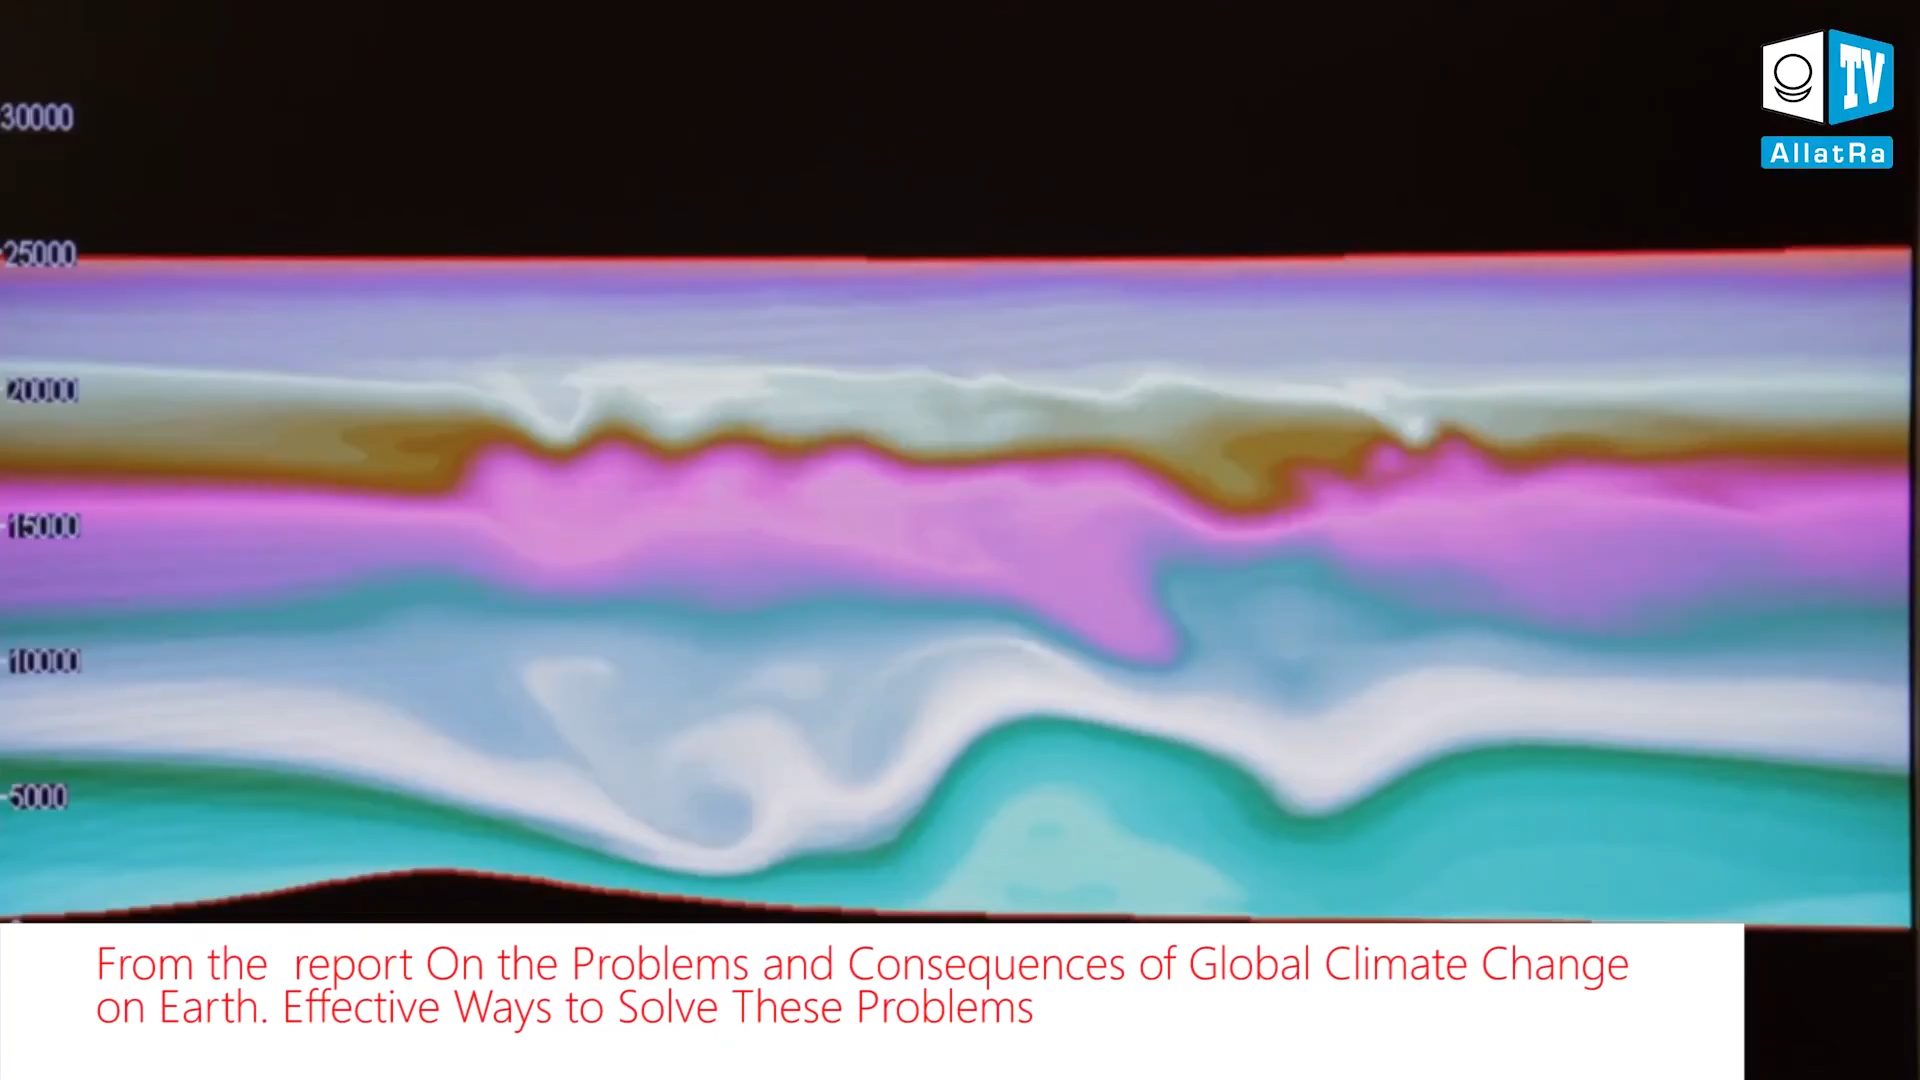 TV
AllatRa
30000
25000
20000
15000
10000
5000
From the report On the Problems and Consequences of Global Climate Change
on Earth. Effective Ways to Solve These Problems